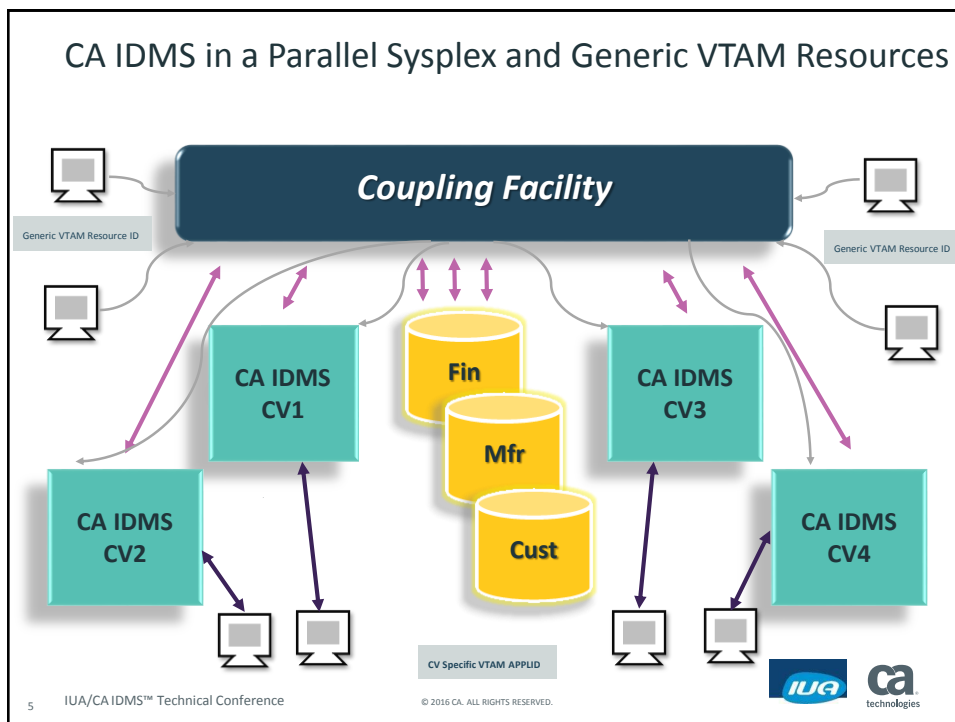 CA IDMS in a Parallel Sysplex and Generic VTAM Resources
Coupling Facility
Generic VTAM Resource ID
Generic VTAM Resource ID
CA IDMS
CV1
Fin
CA IDMS
CV3
Mfr
CA IDMS
CV2
Cust
CA IDMS
CV4
CV Specific VTAM APPLID
5
IUA/CA IDMS™ Technical Conference
© 2016 CA. ALL RIGHTS RESERVED.
IUA
ca
technologies